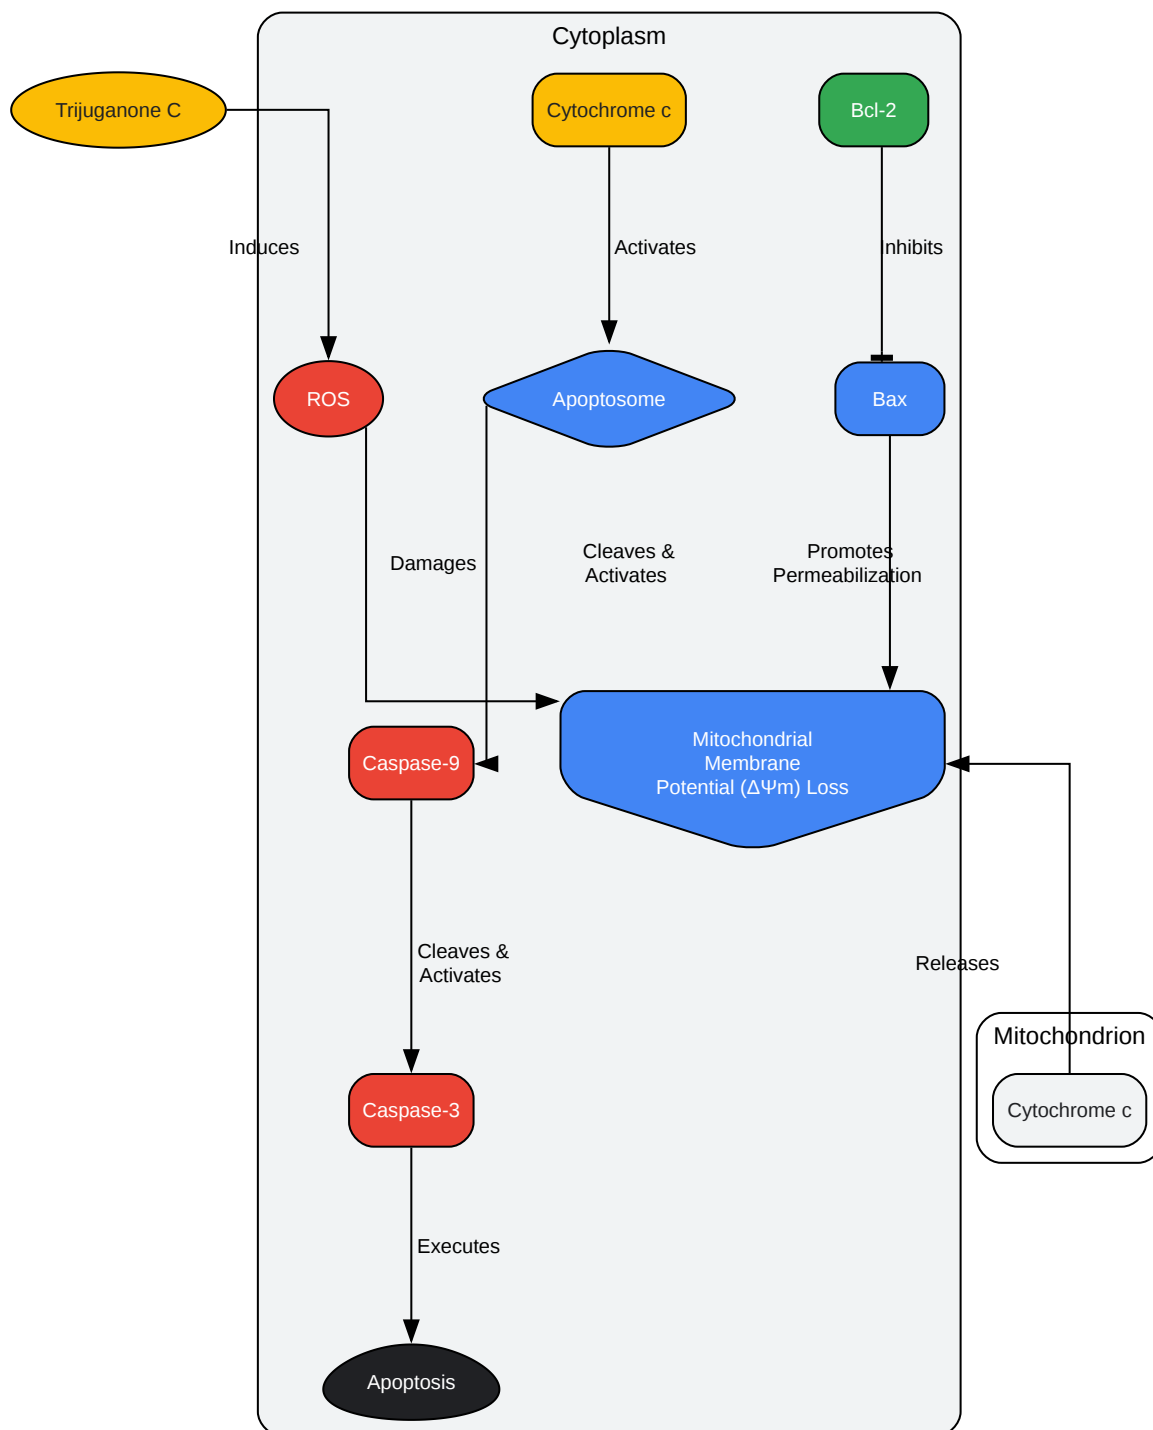 Cytoplasm
Trijuganone C
Cytochrome c
Bcl-2
Induces
Activates
Inhibits
ROS
Apoptosome
Bax
Damages
Cleaves &
Activates
Promotes
Permeabilization
Caspase-9
Mitochondrial
Membrane
Potential (ΔΨm) Loss
Cleaves &
Activates
Releases
Mitochondrion
Caspase-3
Cytochrome c
Executes
Apoptosis